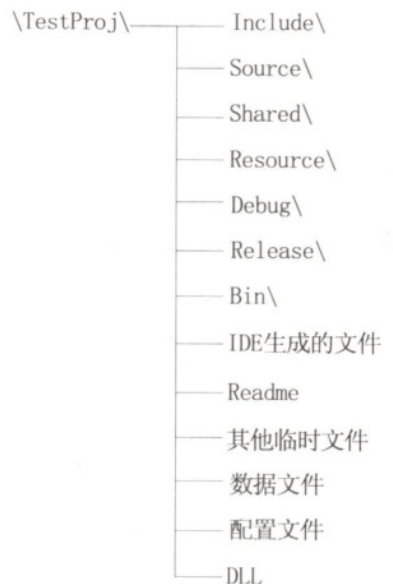 \TestProj\
Include\
Source\
Shared\
Resource\
Debug\
Release\
Bin\
IDE生成的文件
Readme
其他临时文件
数据文件
配置文件
DLL